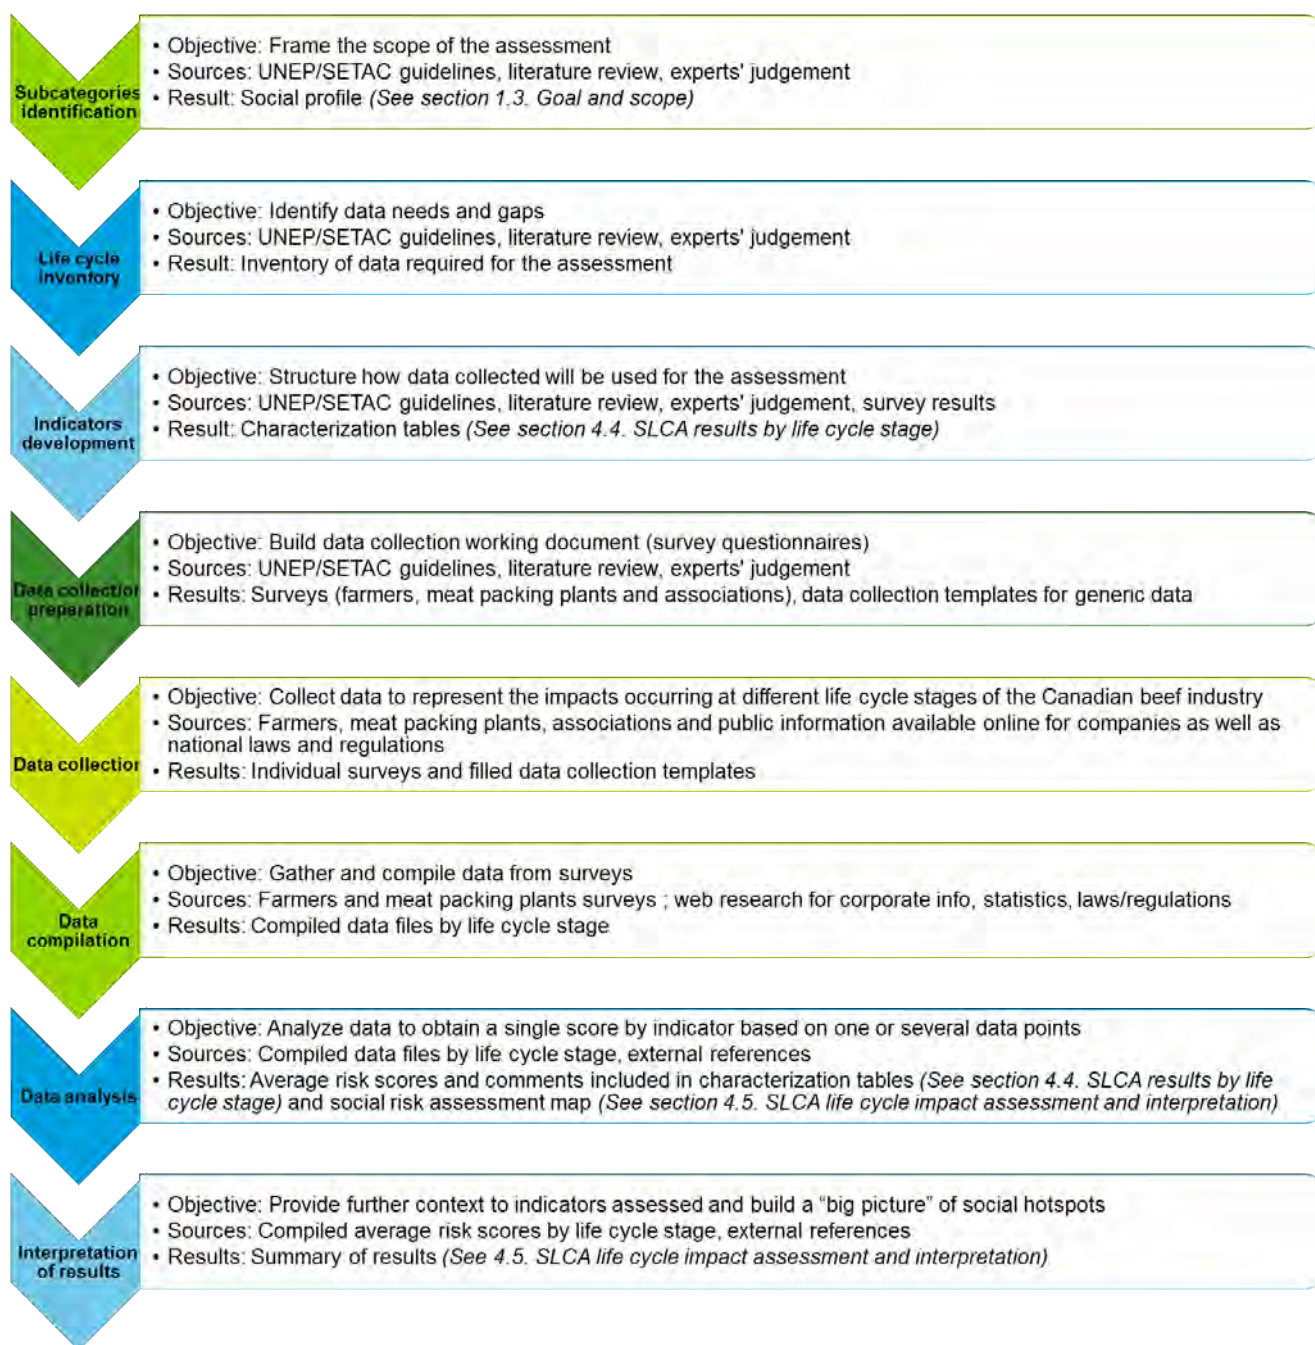 Subcategories
identification
• Objective: Frame the scope of the assessment
• Sources: UNEP/SETAC guidelines, literature review, experts' judgement
• Result: Social profile (See section 1.3. Goal and scope)
Life cycle
inventory
• Objective: Identify data needs and gaps
• Sources: UNEP/SETAC guidelines, literature review, experts' judgement
• Result: Inventory of data required for the assessment
Indicators
development
• Objective: Structure how data collected will be used for the assessment
• Sources: UNEP/SETAC guidelines, literature review, experts' judgement, survey results
• Result: Characterization tables (See section 4.4. SLCA results by life cycle stage)
Data collection
preparation
• Objective: Build data collection working document (survey questionnaires)
• Sources: UNEP/SETAC guidelines, literature review, experts' judgement
• Results: Surveys (farmers, meat packing plants and associations), data collection templates for generic data
Data collection
• Objective: Collect data to represent the impacts occurring at different life cycle stages of the Canadian beef industry
• Sources: Farmers, meat packing plants, associations and public information available online for companies as well as
national laws and regulations
• Results: Individual surveys and filled data collection templates
Data
compilation
• Objective: Gather and compile data from surveys
• Sources: Farmers and meat packing plants surveys ; web research for corporate info, statistics, laws/regulations
• Results: Compiled data files by life cycle stage
Data analysis
• Objective: Analyze data to obtain a single score by indicator based on one or several data points
• Sources: Compiled data files by life cycle stage, external references
• Results: Average risk scores and comments included in characterization tables (See section 4.4. SLCA results by life
cycle stage) and social risk assessment map (See section 4.5. SLCA life cycle impact assessment and interpretation)
Interpretation
of results
• Objective: Provide further context to indicators assessed and build a “big picture” of social hotspots
• Sources: Compiled average risk scores by life cycle stage, external references
• Results: Summary of results (See 4.5. SLCA life cycle impact assessment and interpretation)